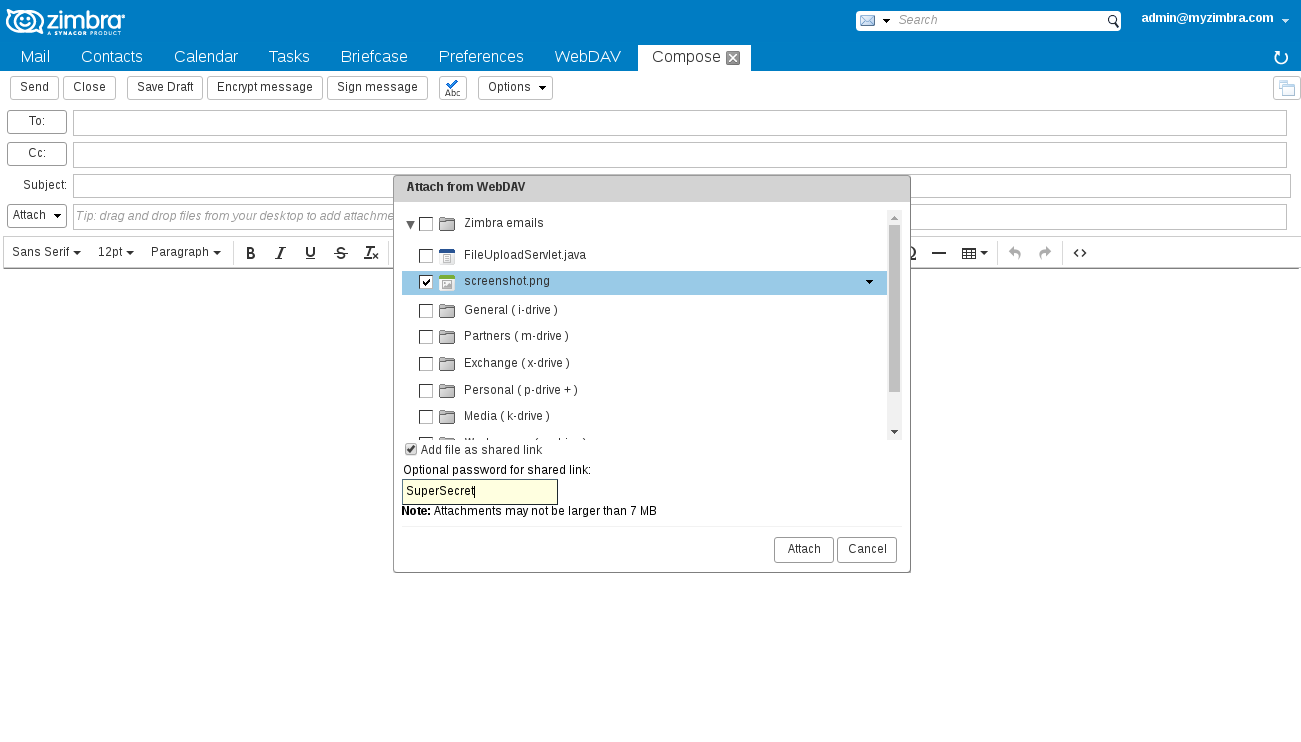 zimbra®
A SYNACOR PRODUCT
Search
admin@myzimbra.com
Mail Contacts Calendar Tasks Briefcase Preferences WebDAV Compose
Send Close Save Draft Encrypt message Sign message Abc Options
To:
Cc:
Subject:
Attach Tip: drag and drop files from your desktop to add attachme
Sans Serif 12pt Paragraph B I U S Tx
Attach from WebDAV
Zimbra emails
FileUploadServlet.java
screenshot.png
General ( i-drive )
Partners ( m-drive )
Exchange ( x-drive )
Personal ( p-drive + )
Media ( k-drive )
Add file as shared link
Optional password for shared link:
SuperSecret
Note: Attachments may not be larger than 7 MB
Attach Cancel